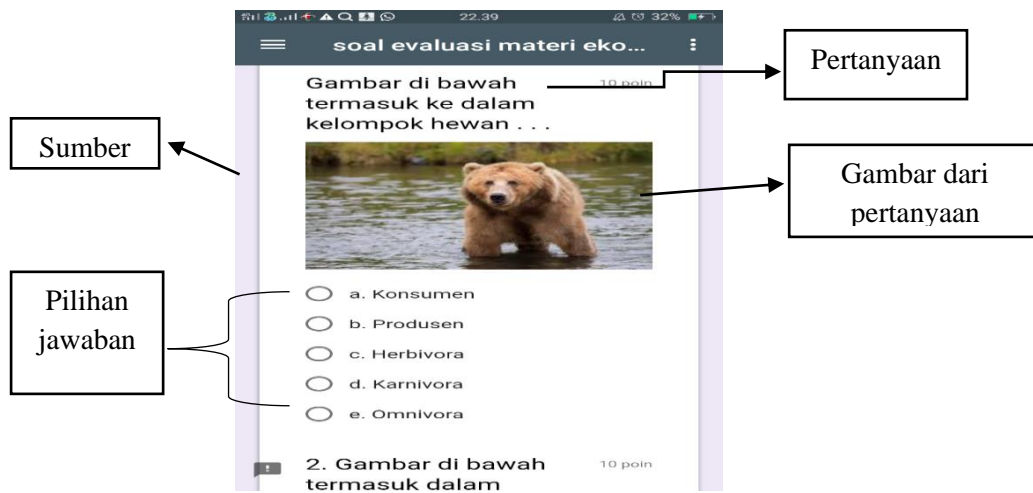 22.39
32%
soal evaluasi materi eko...
Pertanyaan
Gambar di bawah
10 poin
termasuk ke dalam
kelompok hewan . . .
Sumber
Gambar dari
pertanyaan
Pilihan
jawaban
a. Konsumen
b. Produsen
c. Herbivora
d. Karnivora
e. Omnivora
2. Gambar di bawah
10 poin
termasuk dalam